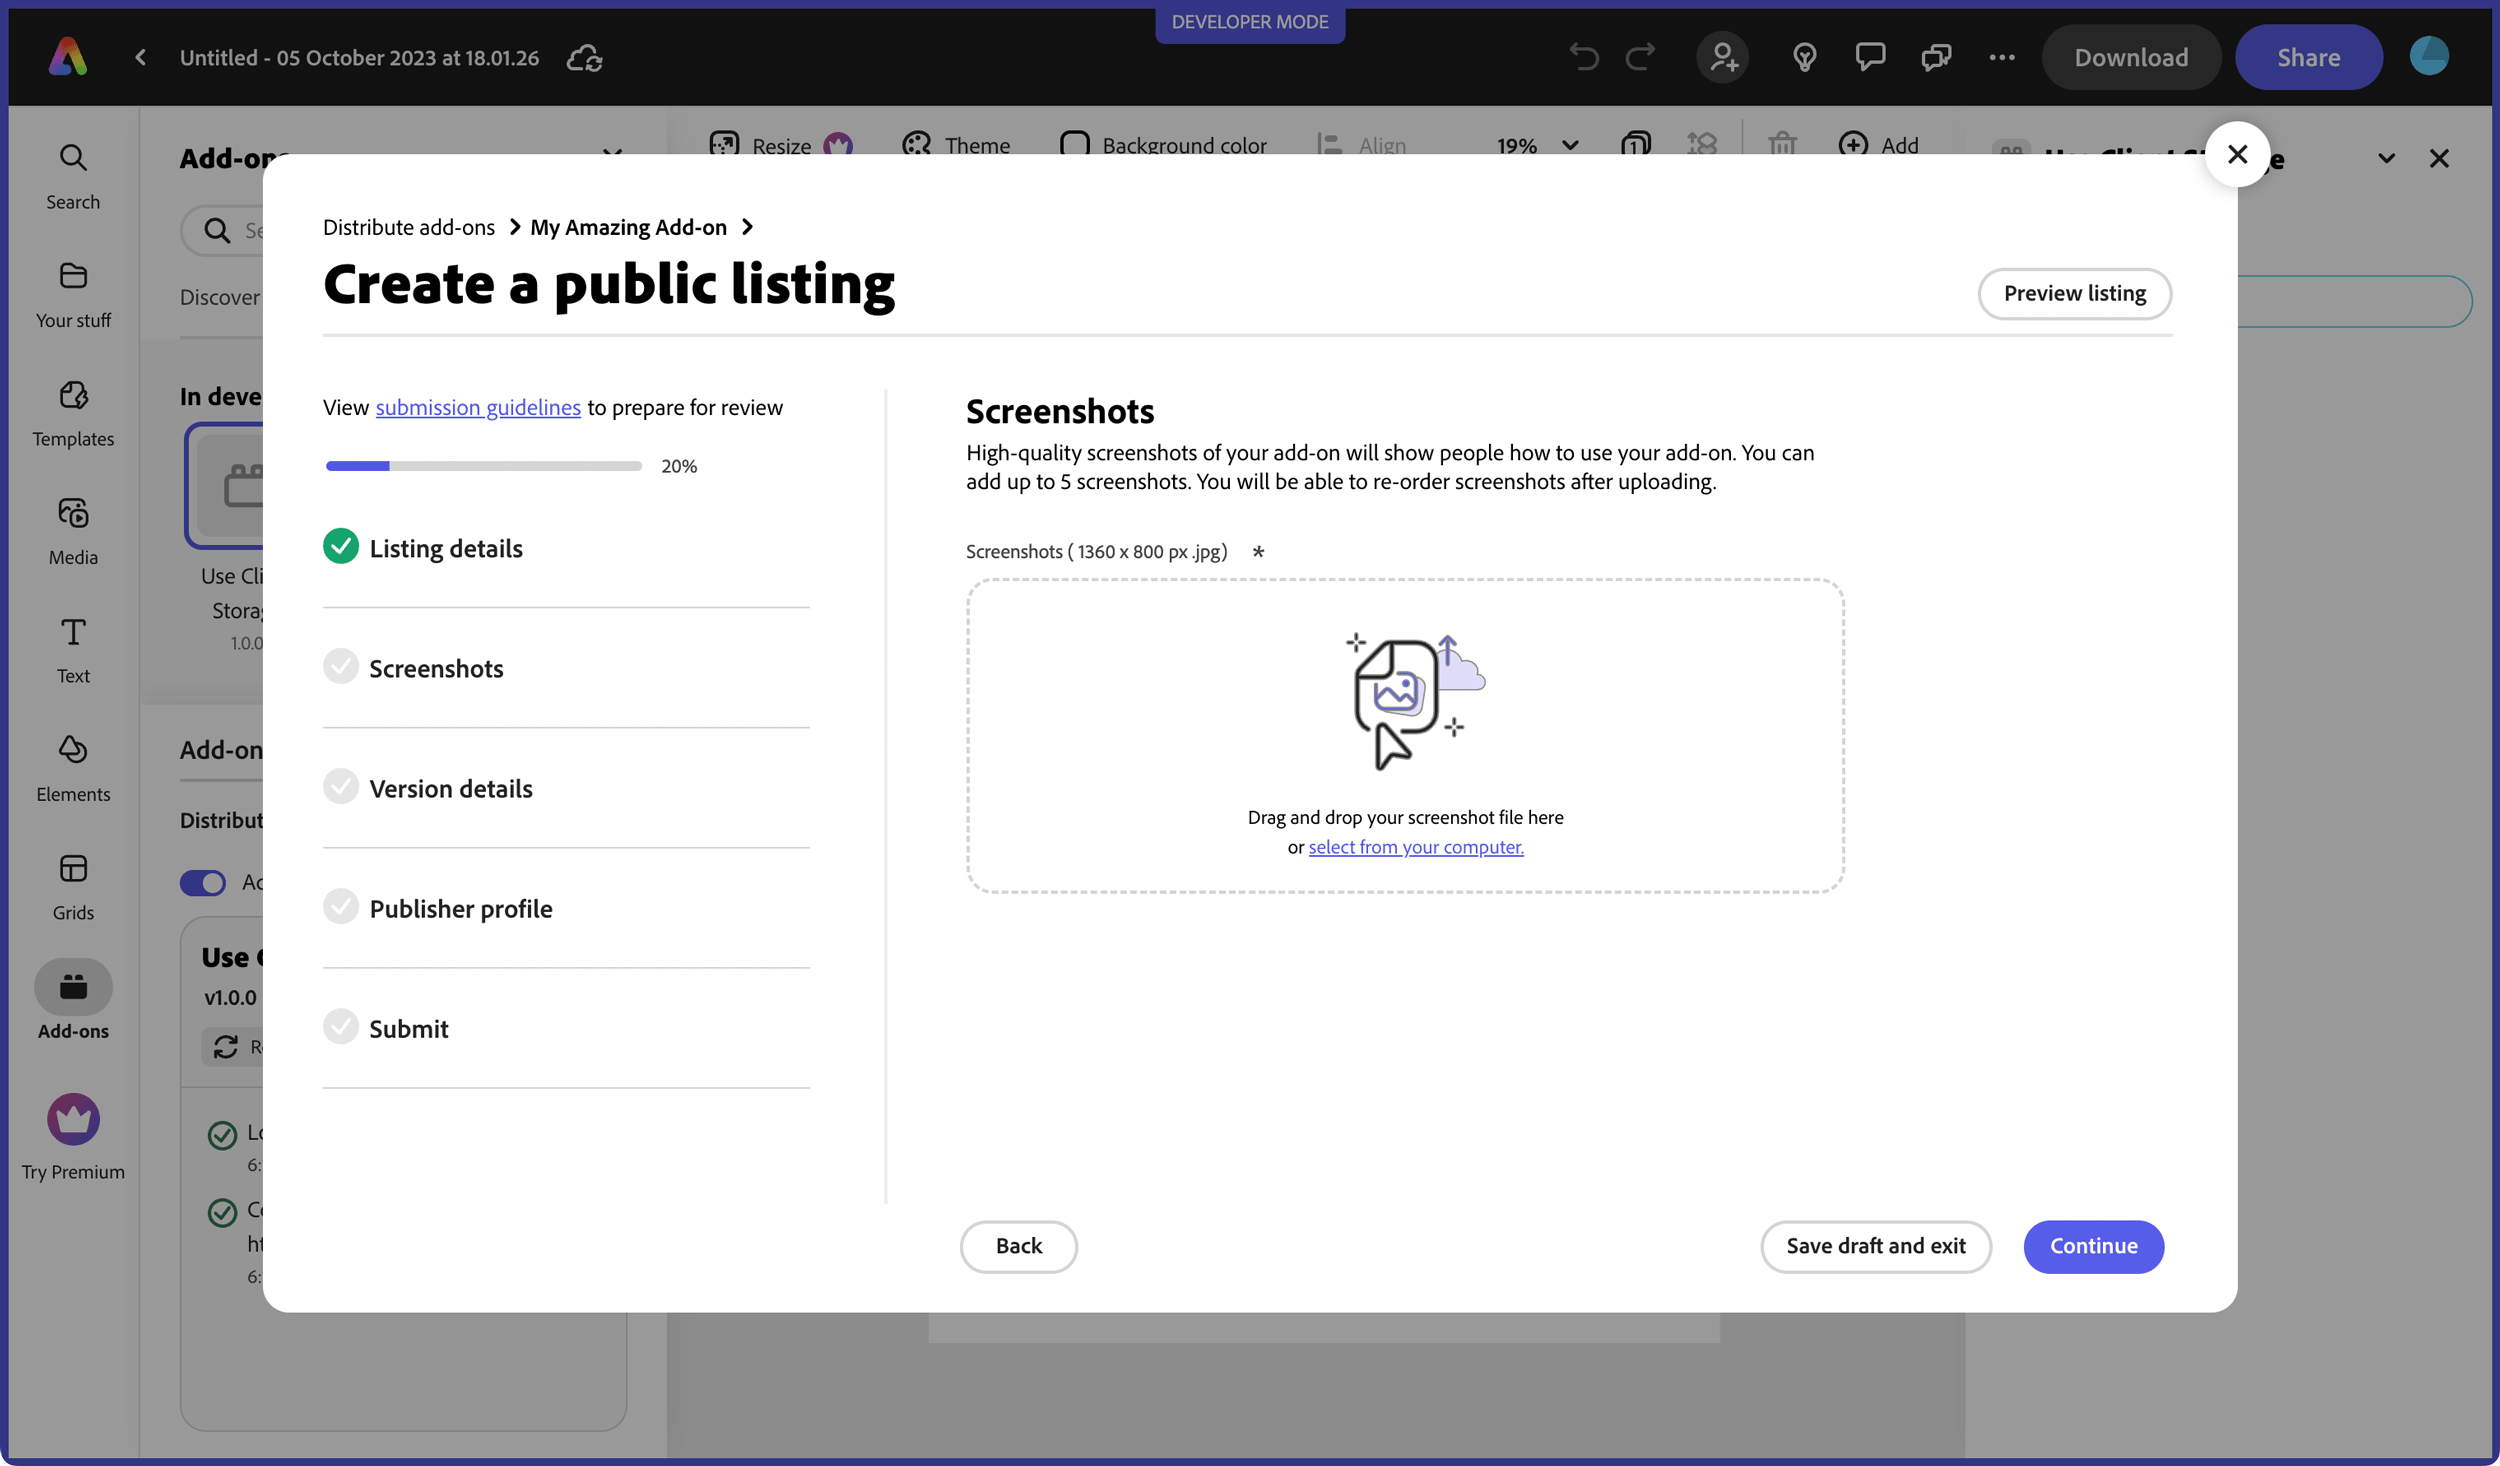 DEVELOPER MODE
Untitled - 05 October 2023 at 18.01.26
Download
Share
Search
Your stuff
Templates
Media
Text
Elements
Grids
Add-ons
Try Premium
Resize
Theme
Background color
Align
19%
1
Add
Discover
In deve
1.0.0
Add-on
Distribut
Use
v1.0.0
Distribute add-ons > My Amazing Add-on >
Create a public listing
Preview listing
View submission guidelines to prepare for review
20%
Listing details
Screenshots
Version details
Publisher profile
Submit
Screenshots
High-quality screenshots of your add-on will show people how to use your add-on. You can
add up to 5 screenshots. You will be able to re-order screenshots after uploading.
Screenshots ( 1360 x 800 px .jpg) *
Drag and drop your screenshot file here
or select from your computer.
Back
Save draft and exit
Continue